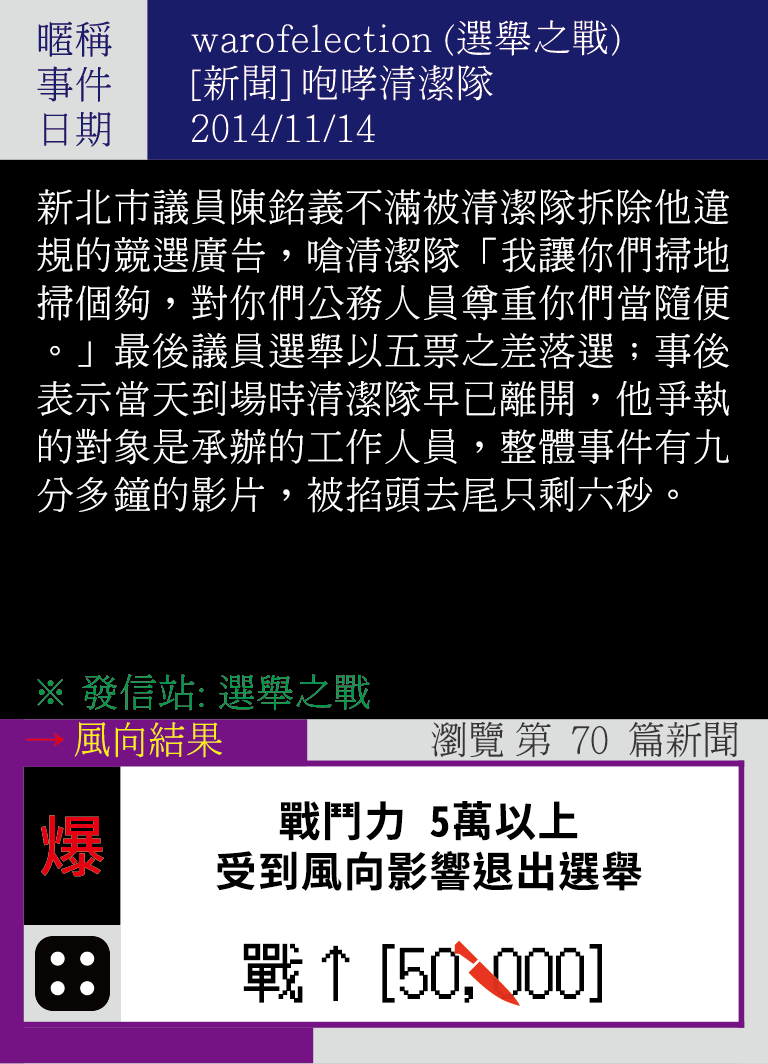 暱稱 warofelection (選舉之戰)
事件 [新聞] 咆哮清潔隊
日期 2014/11/14
新北市議員陳銘義不滿被清潔隊拆除他違
規的競選廣告，嗆清潔隊「我讓你們掃地
掃個夠，對你們公務人員尊重你們當隨便
。」最後議員選舉以五票之差落選；事後
表示當天到場時清潔隊早已離開，他爭執
的對象是承辦的工作人員，整體事件有九
分多鐘的影片，被掐頭去尾只剩六秒。
※ 發信站: 選舉之戰
→ 風向結果 瀏覽 第 70 篇新聞
爆
戰鬥力 5萬以上
受到風向影響退出選舉
戰↑[50,000]